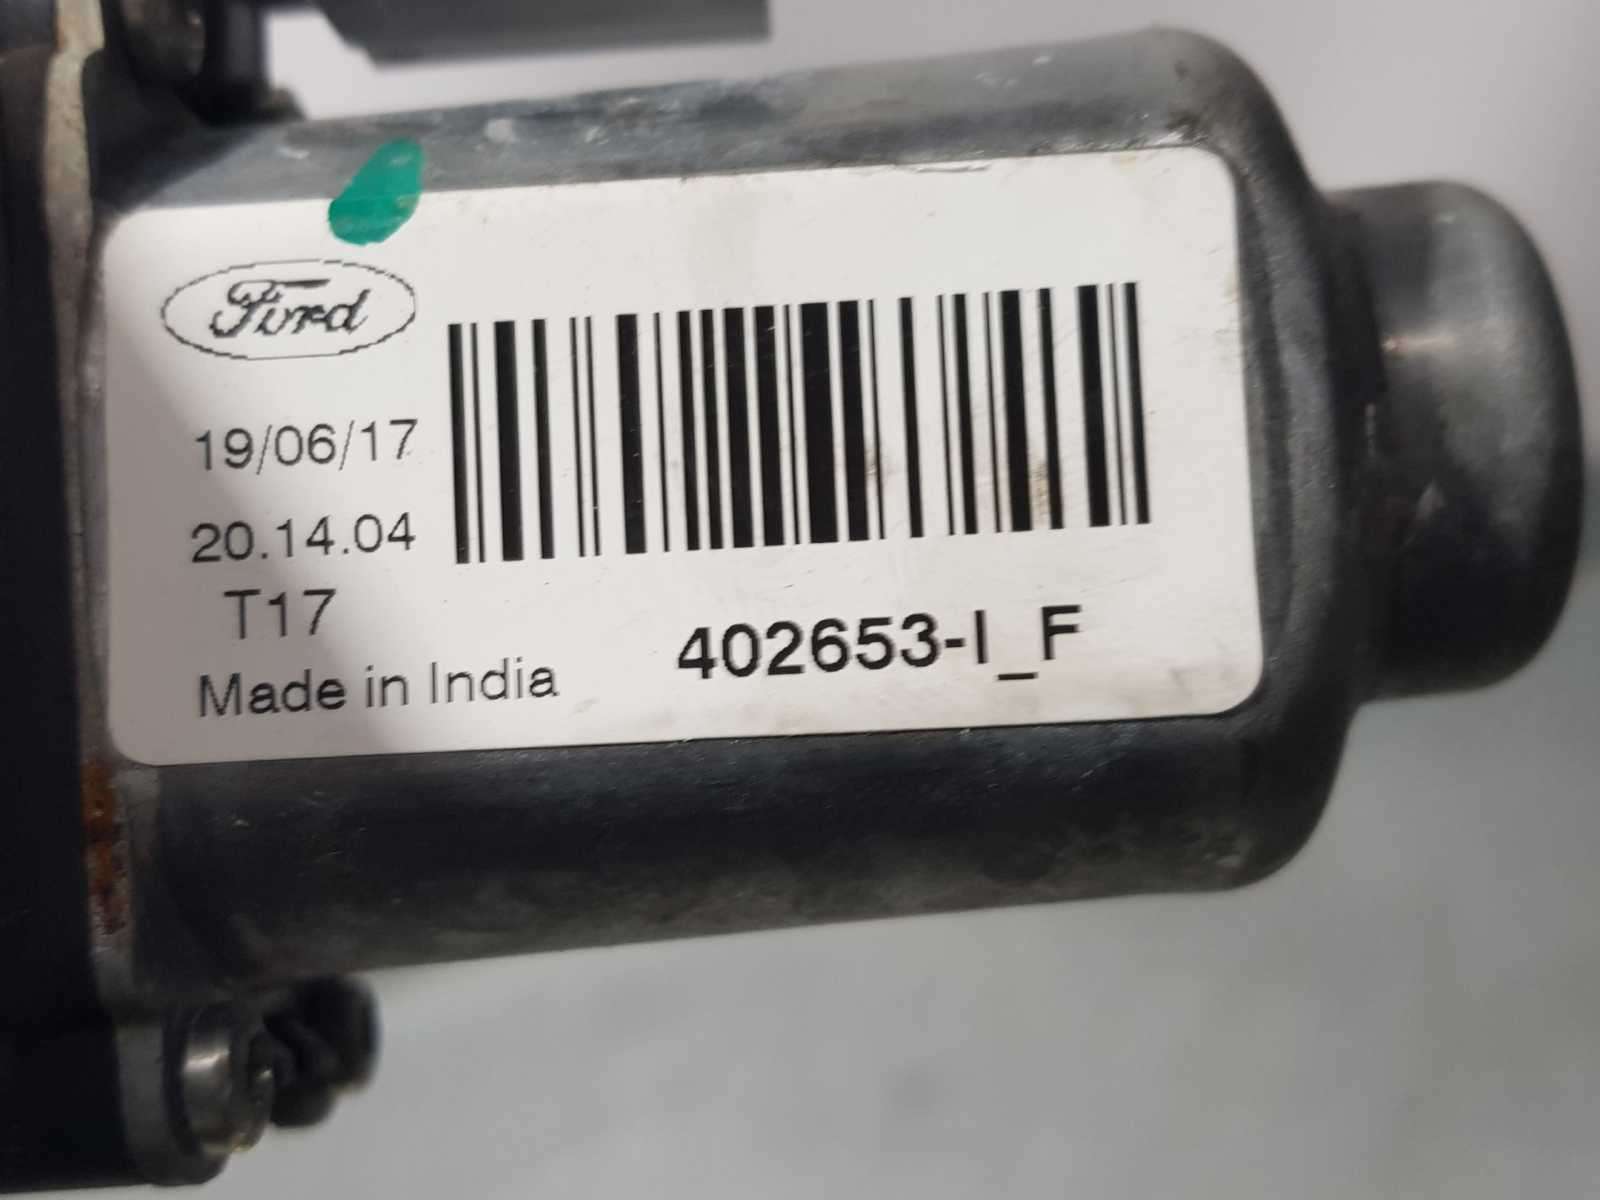 Ford
19/06/17
20.14.04
T17
Made in India
402653-I_F